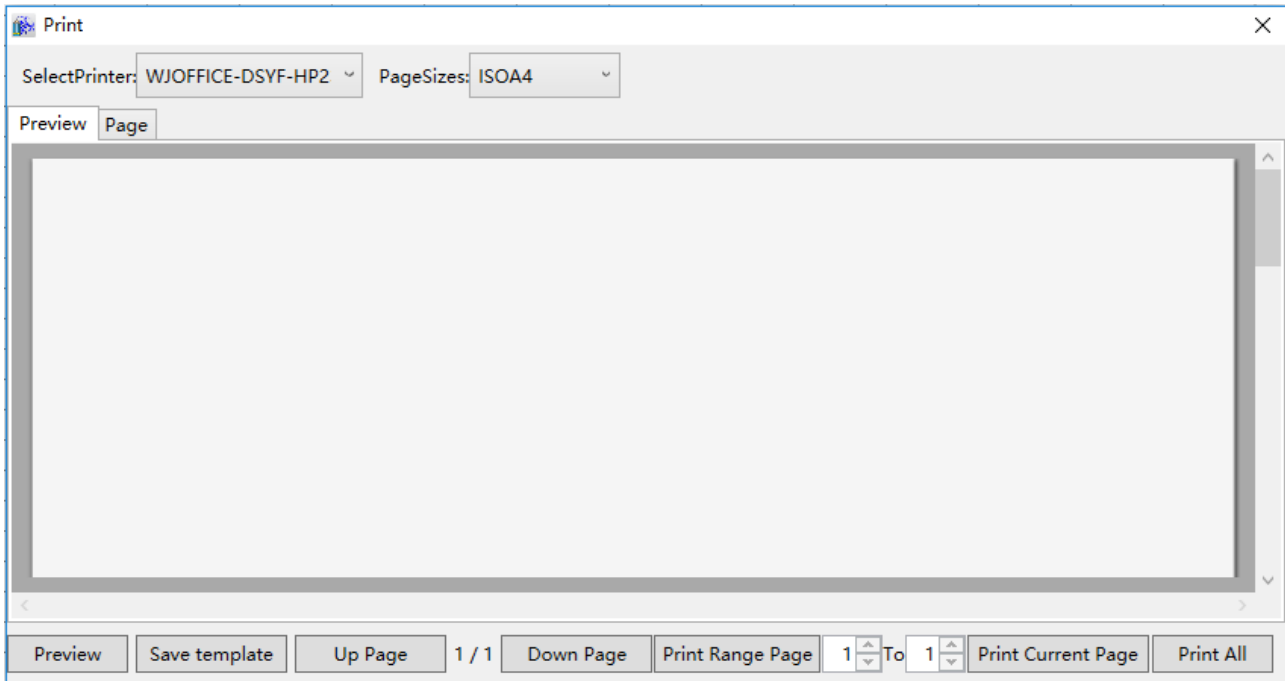 Print
SelectPrinter: WJOFFICE-DSYF-HP2 PageSizes: ISOA4
Preview Page
Preview Save template Up Page 1 / 1 Down Page Print Range Page 1 To 1 Print Current Page Print All